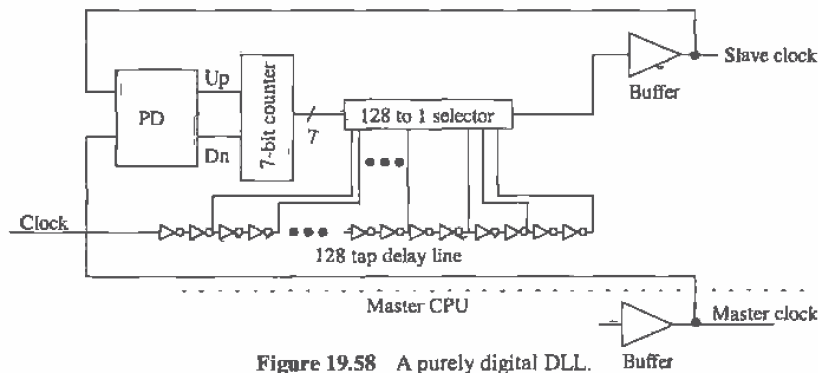 Slave clock
Buffer
Up
PD
Dn
7-bit counter
7
128 to 1 selector
Clock
128 tap delay line
Master CPU
Master clock
Buffer
Figure 19.58 A purely digital DLL.